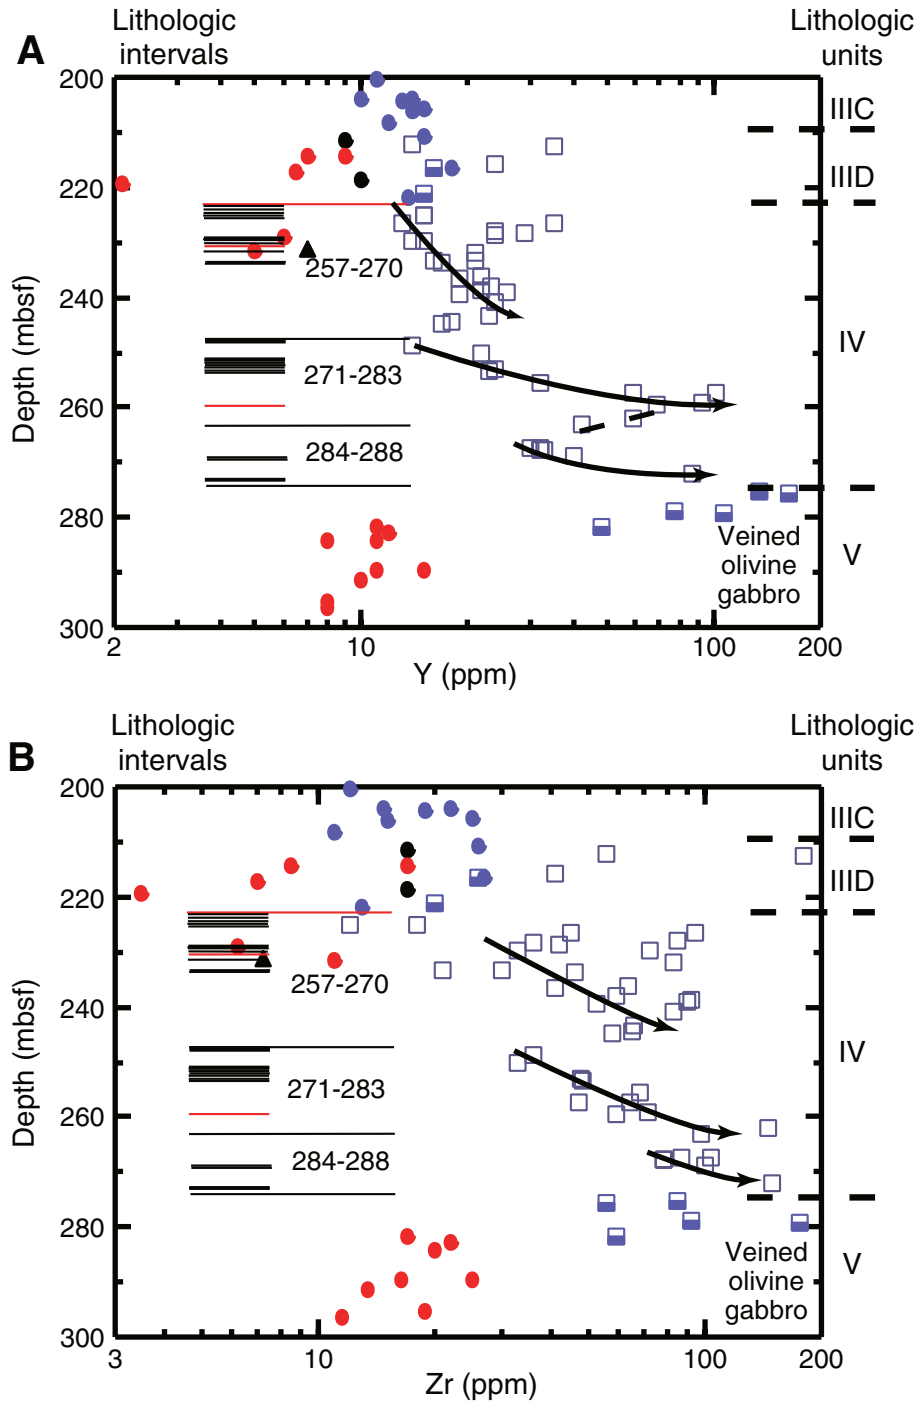 Lithologic
intervals
Lithologic
units
A
200
220
240
260
280
300
Depth (mbsf)
IIIC
IIID
IV
V
257-270
271-283
284-288
Veined
olivine
gabbro
2
10
100
200
Y (ppm)
Lithologic
intervals
Lithologic
units
B
200
220
240
260
280
300
Depth (mbsf)
IIIC
IIID
IV
V
257-270
271-283
284-288
Veined
olivine
gabbro
3
10
100
200
Zr (ppm)